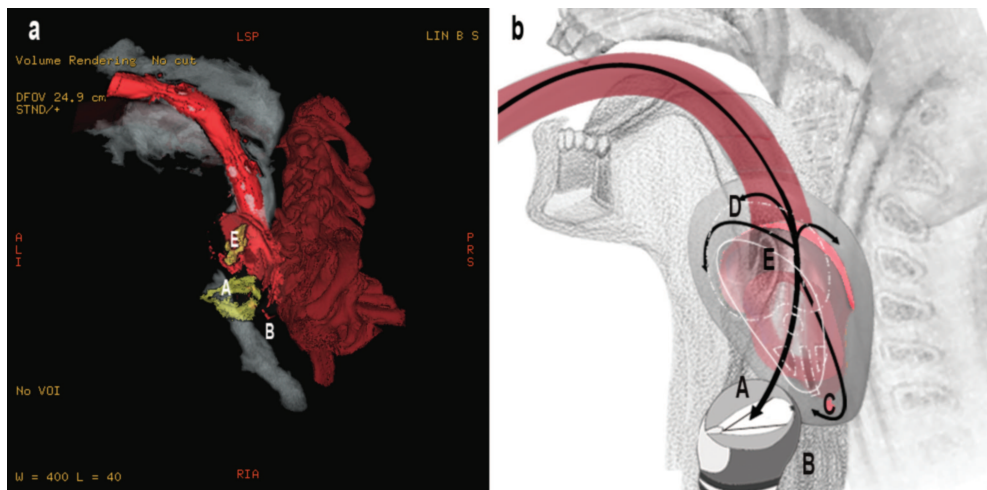 a
LSP
LIN B S
Volume Rendering No cut
DFOV 24.9 cm
STND/+
A
L
I
P
R
S
E
A
B
No VOI
W = 400 L = 40
RIA
b
D
E
A
C
B